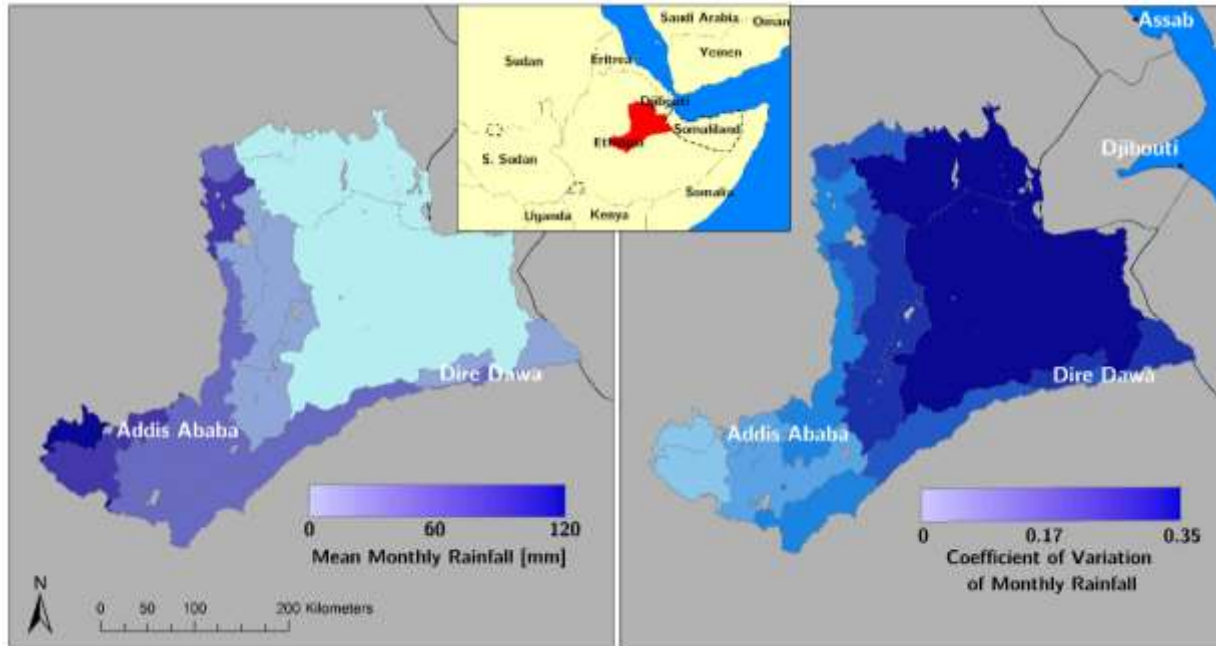 Saudi Arabia
Oman
Yemen
Sudan
Eritrea
Djibouti
Somaliland
Ethiopia
S. Sudan
Somalia
Uganda
Kenya
Assab
Djibouti
Dire Dawa
Addis Ababa
0 60 120
Mean Monthly Rainfall [mm]
N
0 50 100 200 Kilometers
Dire Dawa
Addis Ababa
0 0.17 0.35
Coefficient of Variation
of Monthly Rainfall